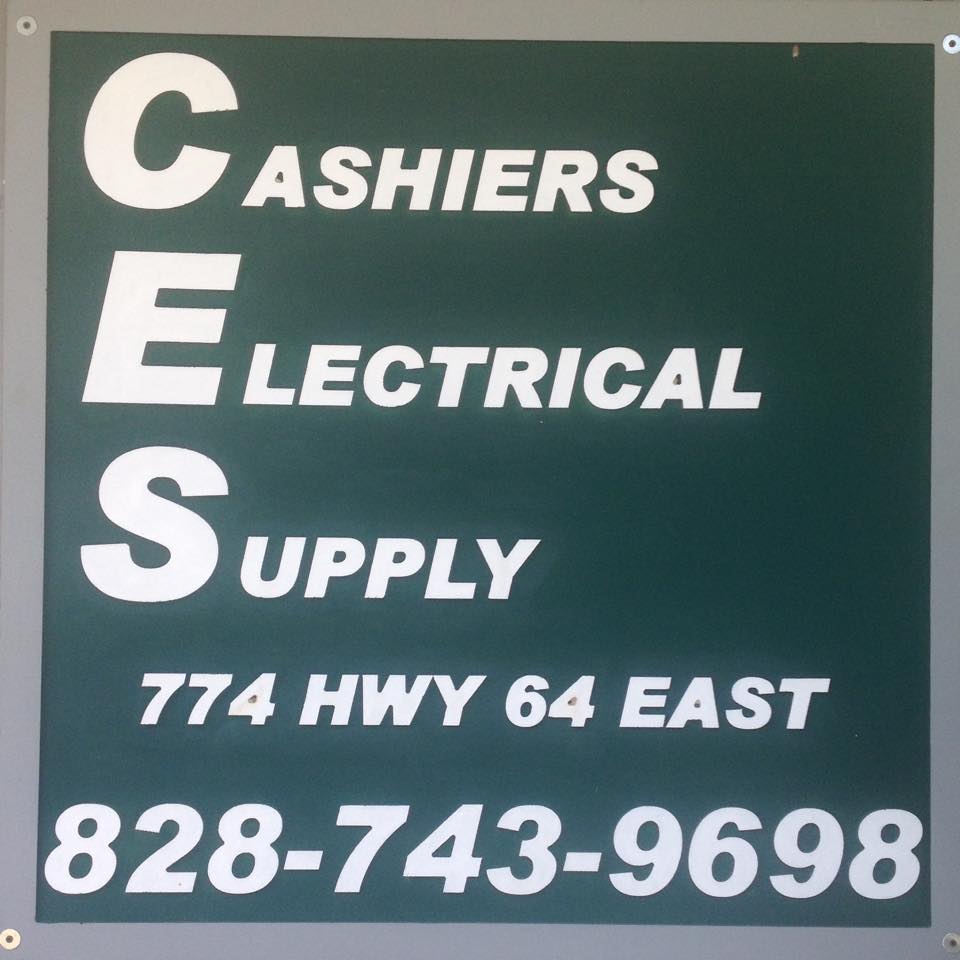 CASHIERS
ELECTRICAL
SUPPLY
774 HWY 64 EAST
828-743-9698